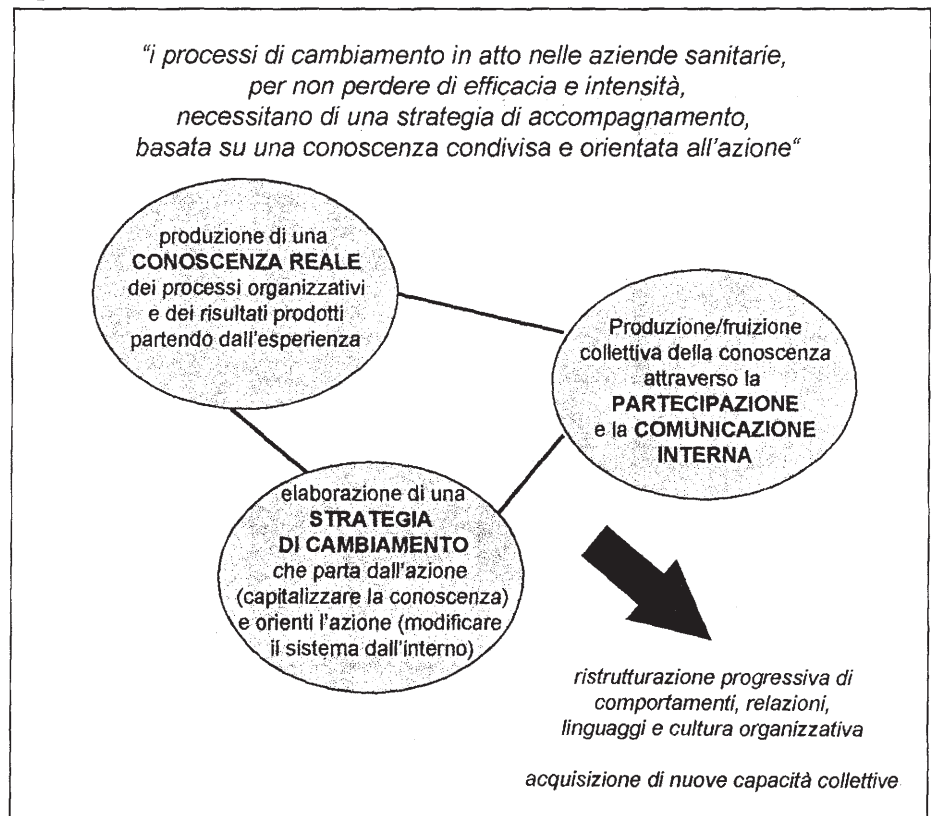 “i processi di cambiamento in atto nelle aziende sanitarie,
per non perdere di efficacia e intensità,
necessitano di una strategia di accompagnamento,
basata su una conoscenza condivisa e orientata all'azione“
produzione di una
CONOSCENZA REALE
dei processi organizzativi
e dei risultati prodotti
partendo dall'esperienza
Produzione/fruizione
collettiva della conoscenza
attraverso la
PARTECIPAZIONE
e la COMUNICAZIONE
INTERNA
elaborazione di una
STRATEGIA
DI CAMBIAMENTO
che parta dall'azione
(capitalizzare la conoscenza)
e orienti l'azione (modificare
il sistema dall'interno)
ristrutturazione progressiva di
comportamenti, relazioni,
linguaggi e cultura organizzativa
acquisizione di nuove capacità collettive